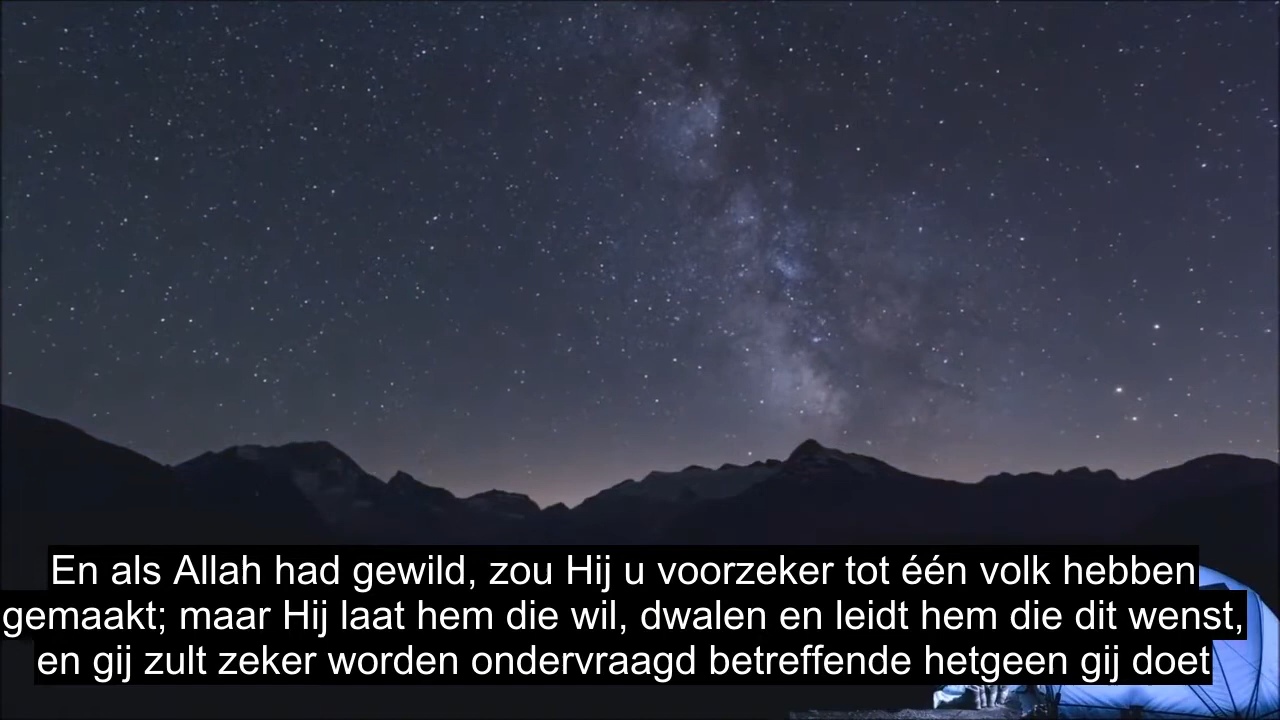 En als Allah had gewild, zou Hij u voorzeker tot één volk hebben
gemaakt; maar Hij laat hem die wil, dwalen en leidt hem die dit wenst,
en gij zult zeker worden ondervraagd betreffende hetgeen gij doet